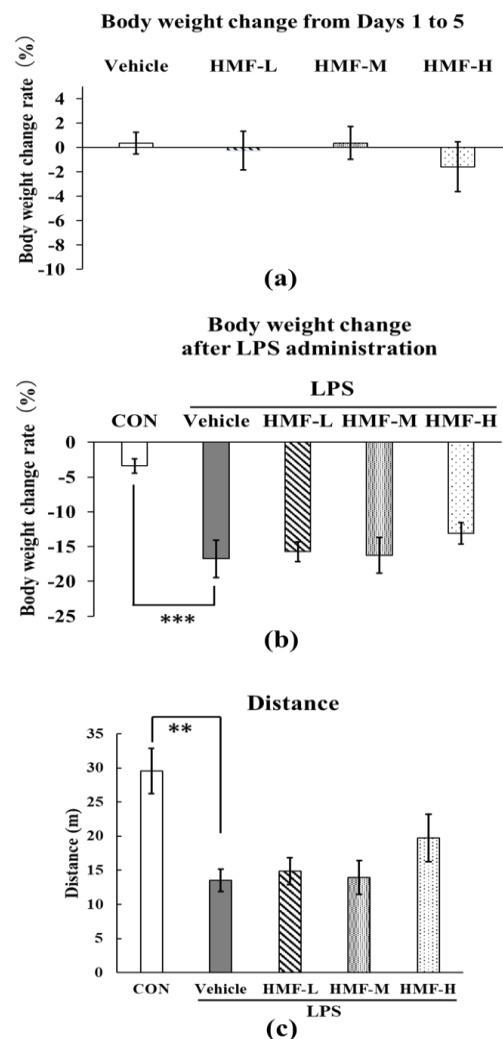 Body weight change from Days 1 to 5
Vehicle HMF-L HMF-M HMF-H
Body weight change rate (%)
4
2
0
-2
-4
-6
-8
-10
(a)
Body weight change
after LPS administration
LPS
CON Vehicle HMF-L HMF-M HMF-H
Body weight change rate (%)
0
-5
-10
-15
-20
-25
***
(b)
Distance
**
Distance (m)
35
30
25
20
15
10
5
0
CON Vehicle HMF-L HMF-M HMF-H
LPS
(c)